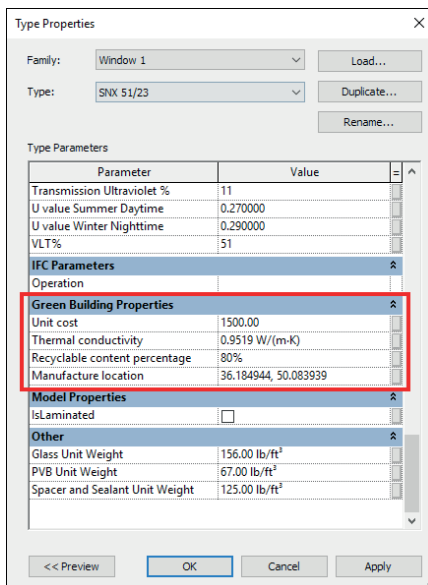 Type Properties
Family: Window 1 Load...
Type: SNX 51/23 Duplicate...
Rename...
Type Parameters
Parameter Value =
Transmission Ultraviolet % 11
U value Summer Daytime 0.270000
U value Winter Nighttime 0.290000
VLT% 51
IFC Parameters
Operation
Green Building Properties
Unit cost 1500.00
Thermal conductivity 0.9519 W/(m·K)
Recyclable content percentage 80%
Manufacture location 36.184944, 50.083939
Model Properties
IsLaminated
Other
Glass Unit Weight 156.00 lb/ft³
PVB Unit Weight 67.00 lb/ft³
Spacer and Sealant Unit Weight 125.00 lb/ft³
<< Preview OK Cancel Apply